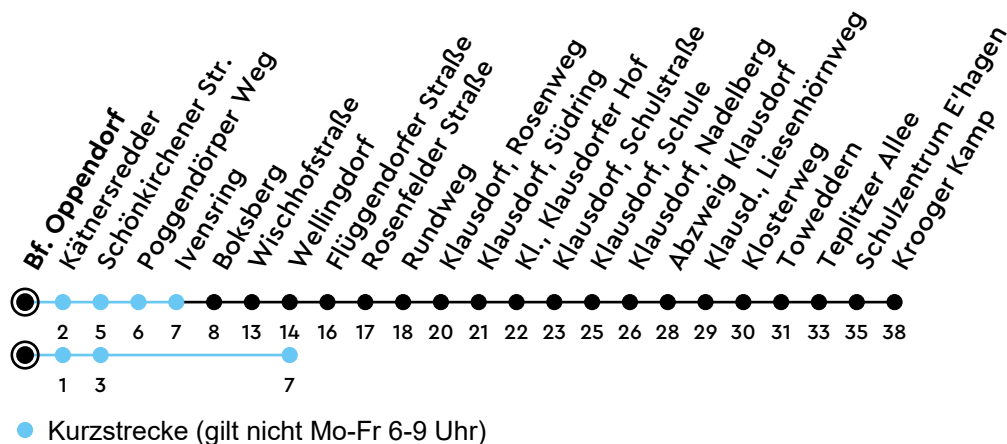 Bf. Oppendorf
Kätnersredder
Schönkirchener Str.
Poggendörper Weg
Ivensring
Boksberg
Wischhofstraße
Wellingdorf
Flüggendorfer Straße
Rosenfelder Straße
Rundweg
Klausdorf, Rosenweg
Klausdorf, Südring
Kl., Klausdorfer Hof
Klausdorf, Schulstraße
Klausdorf, Schule
Klausdorf, Nadelberg
Abzweig Klausdorf
Klausd., Liesenhörnweg
Klosterweg
Toweddern
Teplitzer Allee
Schulzentrum E'hagen
Krooger Kamp
2 5 6 7 8 13 14 16 17 18 20 21 22 23 25 26 28 29 30 31 33 35 38
1 3 7
Kurzstrecke (gilt nicht Mo-Fr 6-9 Uhr)